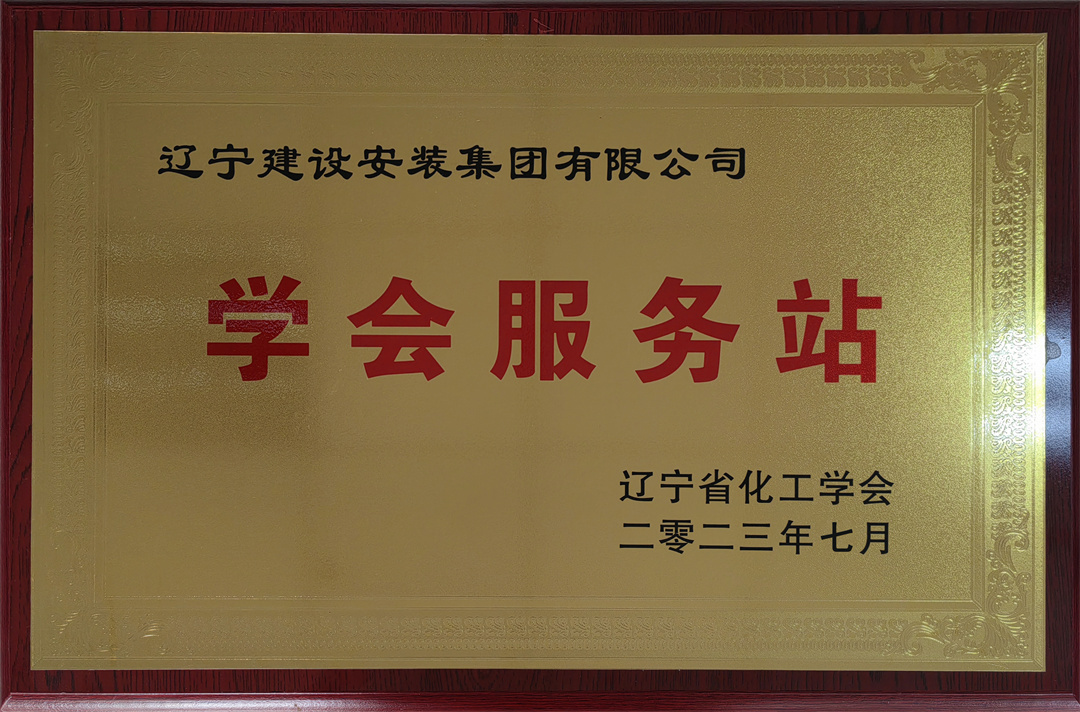 辽宁建设安装集团有限公司
学会服务站
辽宁省化工学会
二零二三年七月